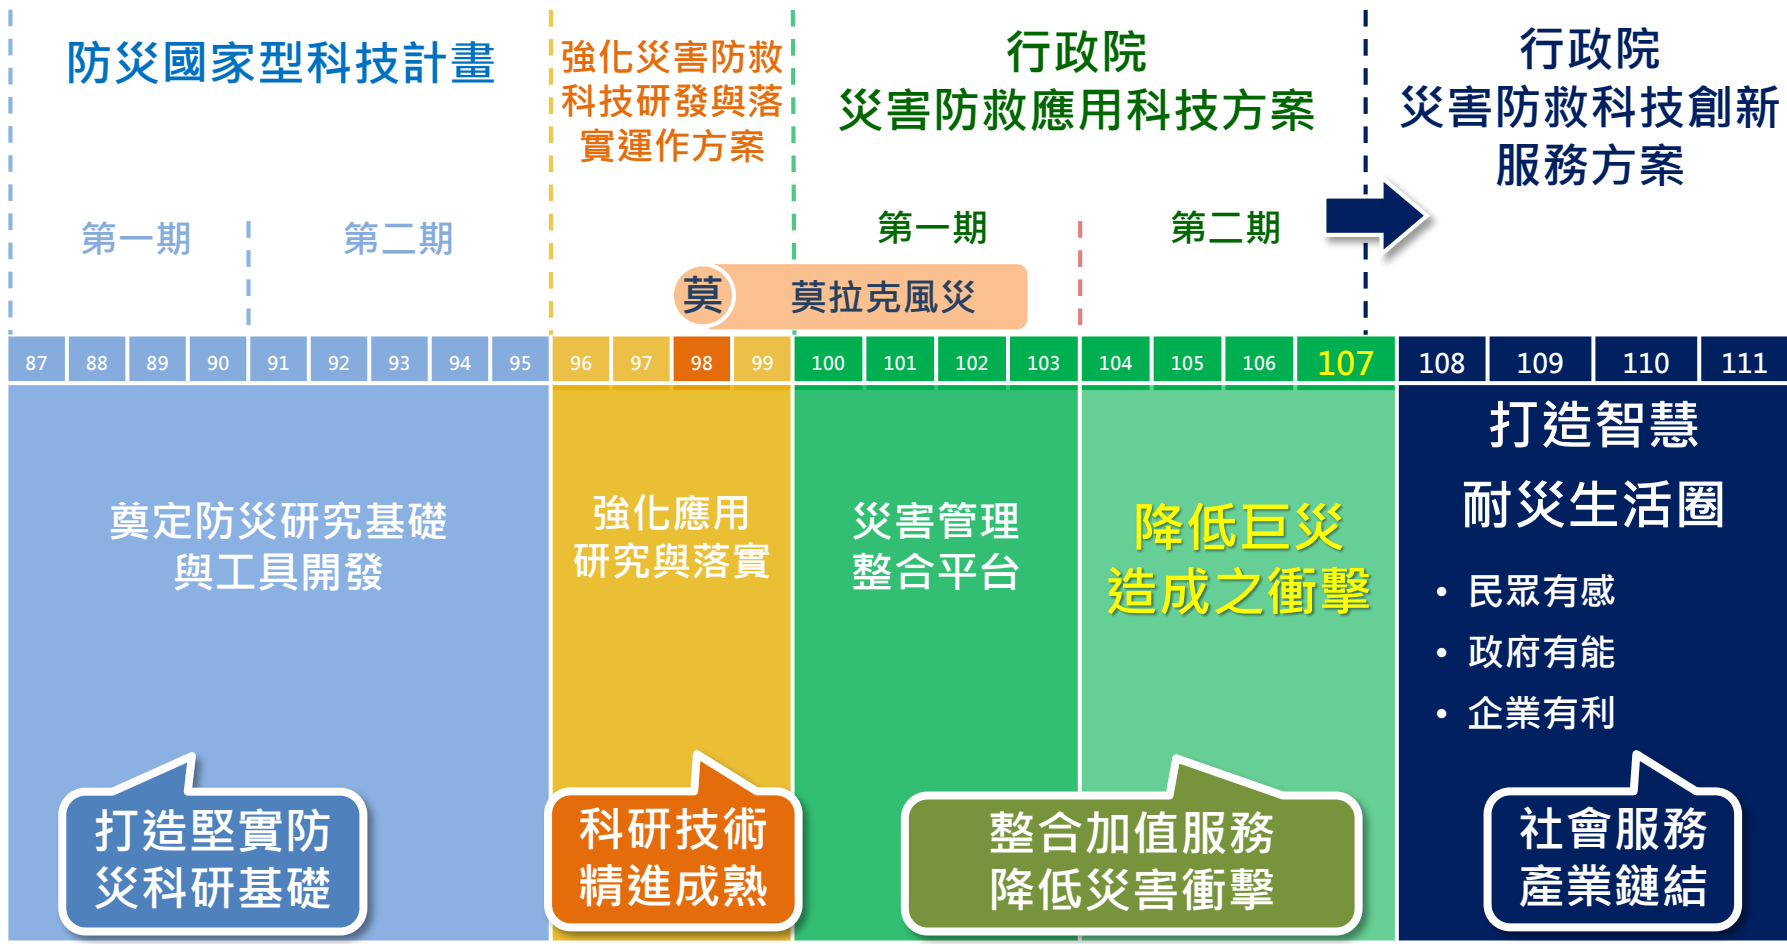 防災國家型科技計畫
強化災害防救
科技研發與落
實運作方案
行政院
災害防救應用科技方案
行政院
災害防救科技創新
服務方案
第一期
第二期
第一期
第二期
莫
莫拉克風災
87 88 89 90 91 92 93 94 95 96 97 98 99 100 101 102 103 104 105 106 107 108 109 110 111
奠定防災研究基礎
與工具開發
強化應用
研究與落實
災害管理
整合平台
降低巨災
造成之衝擊
打造智慧
耐災生活圈
• 民眾有感
• 政府有能
• 企業有利
打造堅實防
災科研基礎
科研技術
精進成熟
整合加值服務
降低災害衝擊
社會服務
產業鏈結